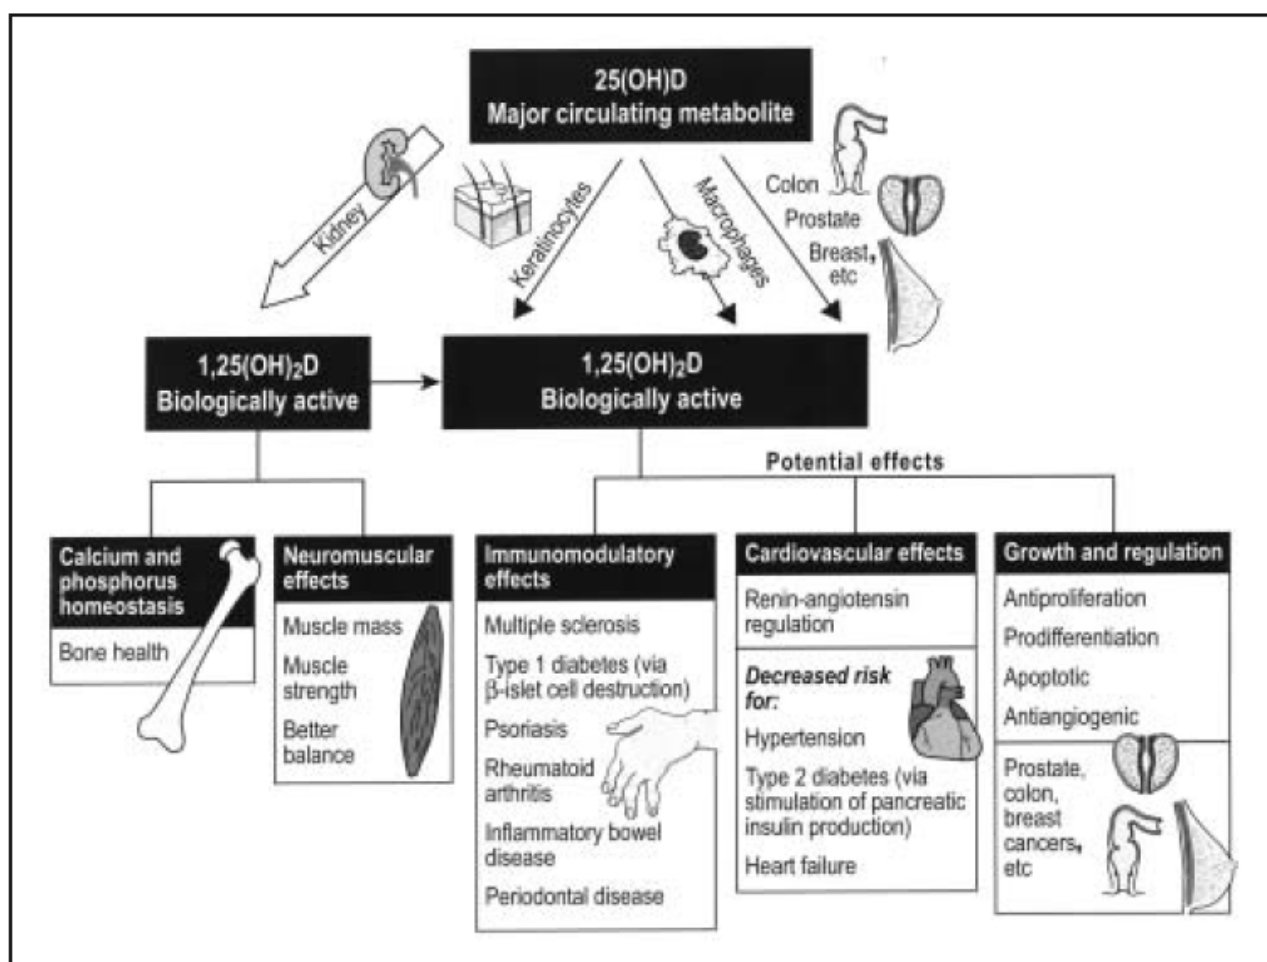 25(OH)D
Major circulating metabolite
Kidney
Keratinocytes
Macrophages
Colon
Prostate
Breast,
etc
1,25(OH)₂D
Biologically active
1,25(OH)₂D
Biologically active
Potential effects
Calcium and
phosphorus
homeostasis
Bone health
Neuromuscular
effects
Muscle mass
Muscle
strength
Better
balance
Immunomodulatory
effects
Multiple sclerosis
Type 1 diabetes (via
β-islet cell destruction)
Psoriasis
Rheumatoid
arthritis
Inflammatory bowel
disease
Periodontal disease
Cardiovascular effects
Renin-angiotensin
regulation
Decreased risk
for:
Hypertension
Type 2 diabetes (via
stimulation of pancreatic
insulin production)
Heart failure
Growth and regulation
Antiproliferation
Prodifferentiation
Apoptotic
Antiangiogenic
Prostate,
colon,
breast
cancers,
etc